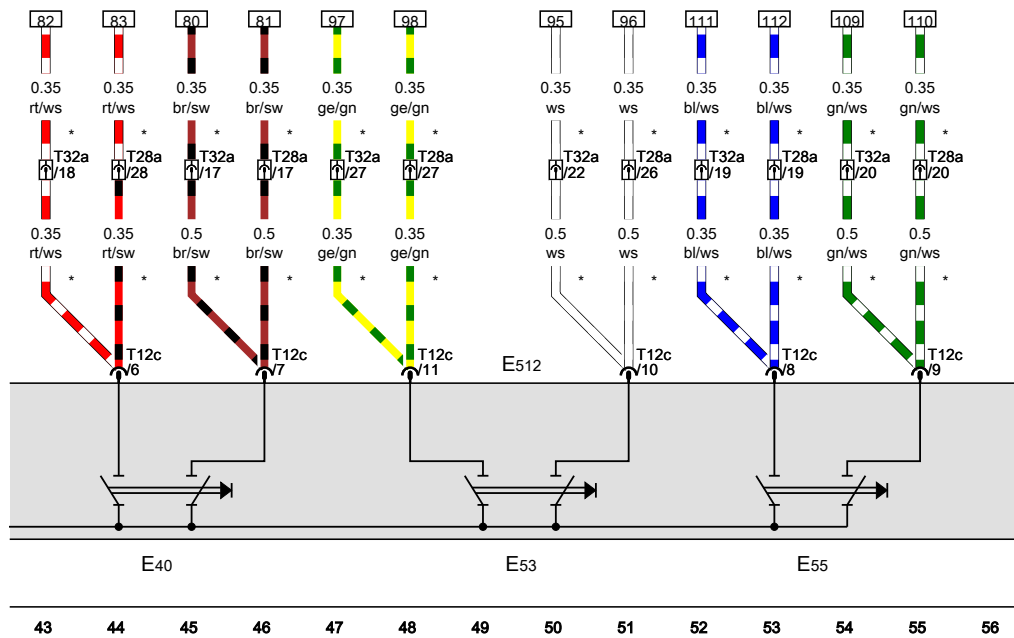 82 83 80 81 97 98 95 96 111 112 109 110
0.35 0.35 0.35 0.35 0.35 0.35 0.35 0.35 0.35 0.35 0.35 0.35
rt/ws rt/ws br/sw br/sw ge/gn ge/gn ws ws bl/ws bl/ws gn/ws gn/ws
* * * * * * * * * * * *
T32a T28a T32a T28a T32a T28a T32a T28a T32a T28a T32a T28a
/18 /28 /17 /17 /27 /27 /22 /26 /19 /19 /20 /20
0.35 0.35 0.5 0.5 0.35 0.35 0.5 0.5 0.35 0.35 0.5 0.5
rt/ws rt/sw br/sw br/sw ge/gn ge/gn ws ws bl/ws bl/ws gn/ws gn/ws
* * * * * * * * * * * *
T12c T12c T12c T12c T12c T12c
/6 /7 /11 E512 /10 /8 /9
E40 E53 E55
43 44 45 46 47 48 49 50 51 52 53 54 55 56